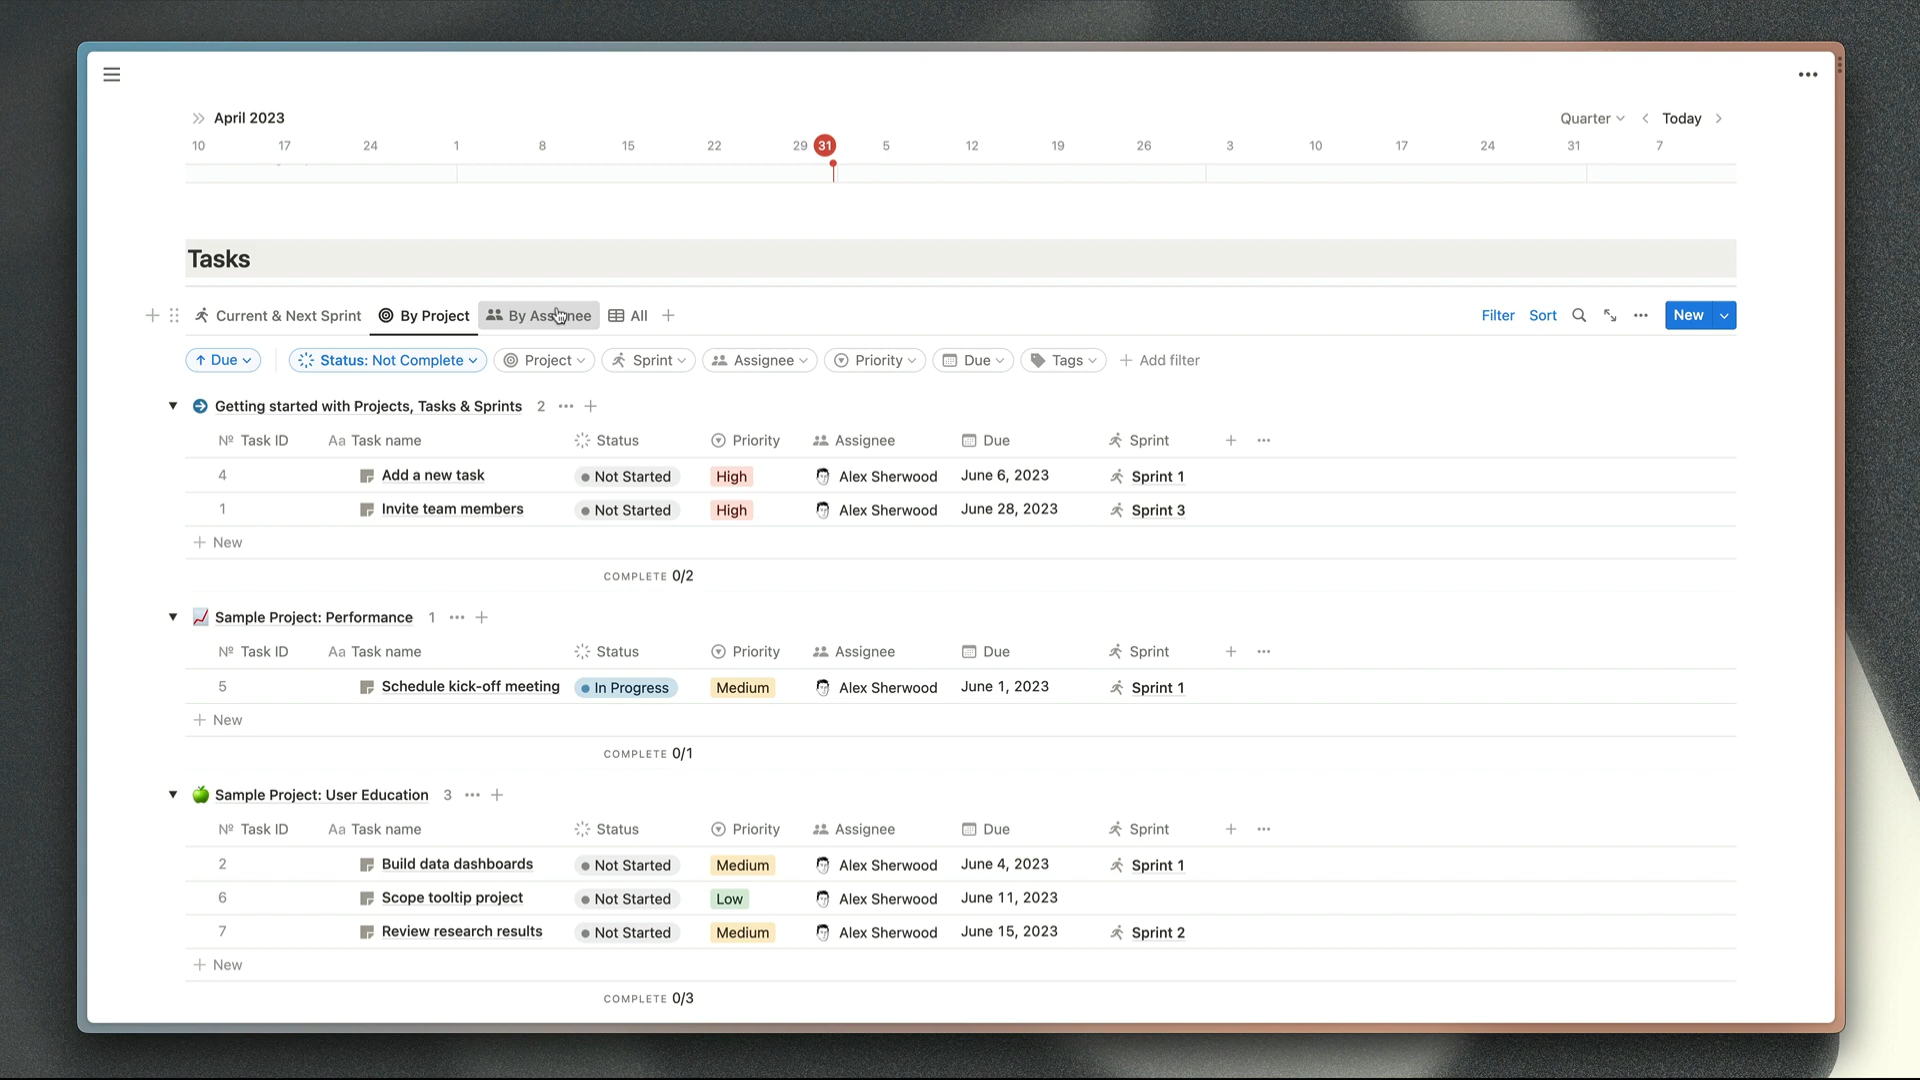 April 2023
Quarter Today
10 17 24 1 8 15 22 29 31 5 12 19 26 3 10 17 24 31 7
Tasks
Current & Next Sprint By Project By Assignee All Filter Sort New
Due Status: Not Complete Project Sprint Assignee Priority Due Tags Add filter
Getting started with Projects, Tasks & Sprints 2
Nº Task ID Aa Task name Status Priority Assignee Due Sprint
4 Add a new task Not Started High Alex Sherwood June 6, 2023 Sprint 1
1 Invite team members Not Started High Alex Sherwood June 28, 2023 Sprint 3
New
COMPLETE 0/2
Sample Project: Performance 1
Nº Task ID Aa Task name Status Priority Assignee Due Sprint
5 Schedule kick-off meeting In Progress Medium Alex Sherwood June 1, 2023 Sprint 1
New
COMPLETE 0/1
Sample Project: User Education 3
Nº Task ID Aa Task name Status Priority Assignee Due Sprint
2 Build data dashboards Not Started Medium Alex Sherwood June 4, 2023 Sprint 1
6 Scope tooltip project Not Started Low Alex Sherwood June 11, 2023
7 Review research results Not Started Medium Alex Sherwood June 15, 2023 Sprint 2
New
COMPLETE 0/3